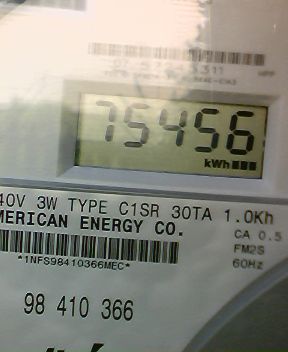 75456
kWh
40V 3W TYPE C1SR 30TA 1.0Kh
MERICAN ENERGY CO.
CA 0.5
FM2S
60Hz
*1NFS98410366MEC*
98 410 366